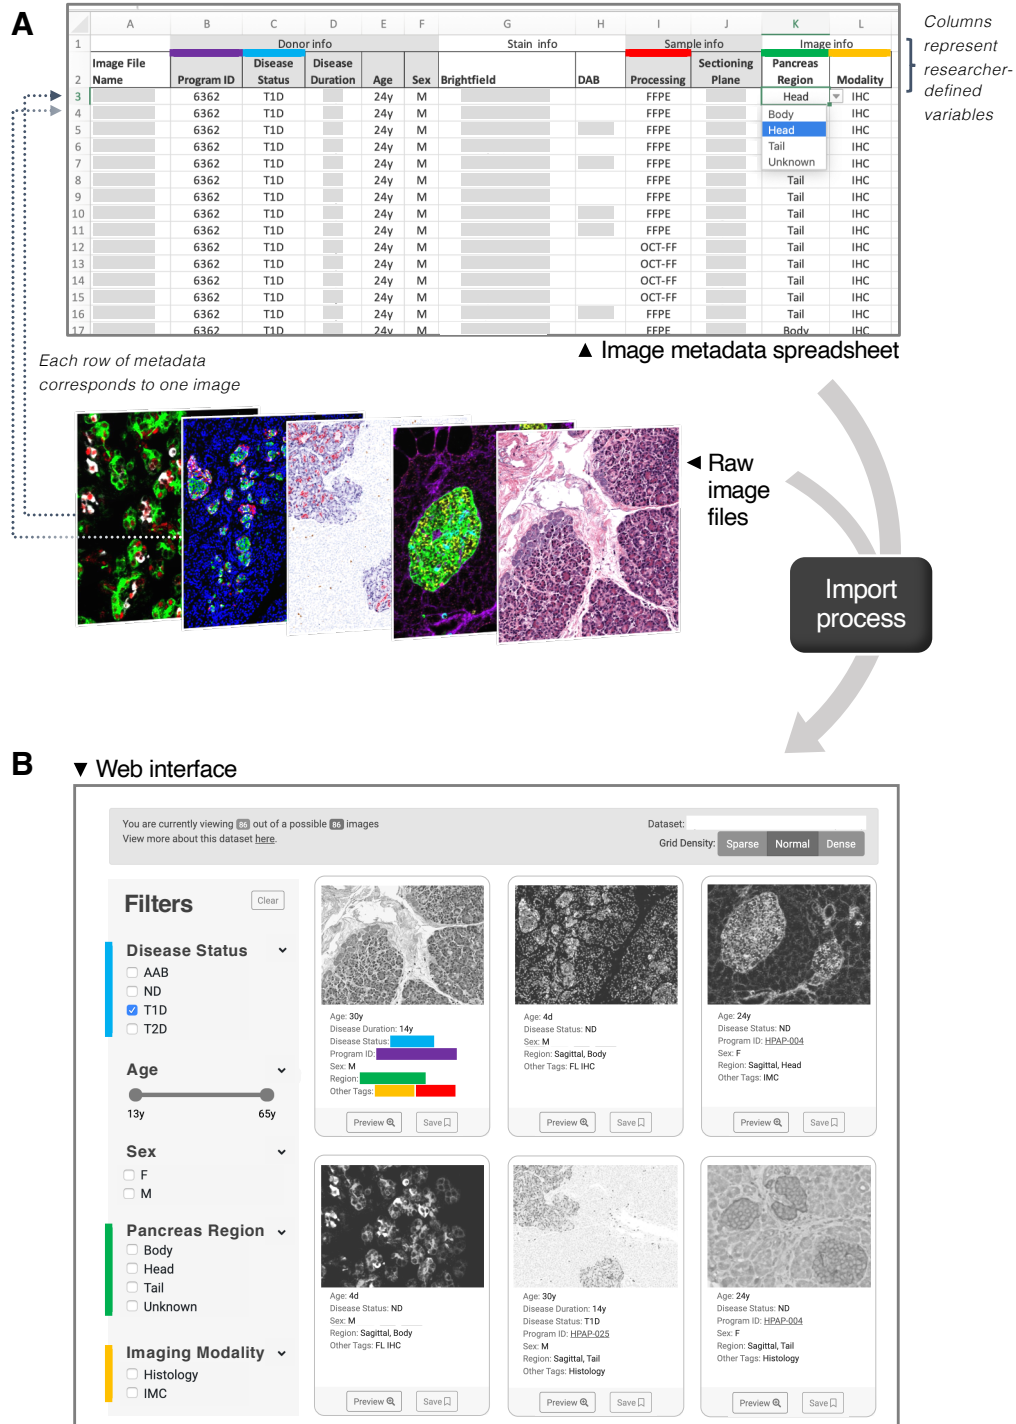 A
A B C D E F G H I J K L
1 Donor info Stain info Sample info Image info
Image File Disease Disease Sectioning Pancreas
2 Name Program ID Status Duration Age Sex Brightfield DAB Processing Plane Region Modality
3 6362 T1D 24y M FFPE Head IHC
4 6362 T1D 24y M FFPE Body IHC
5 6362 T1D 24y M FFPE Head IHC
6 6362 T1D 24y M FFPE Tail IHC
7 6362 T1D 24y M FFPE Unknown IHC
8 6362 T1D 24y M FFPE Tail IHC
9 6362 T1D 24y M FFPE Tail IHC
10 6362 T1D 24y M FFPE Tail IHC
11 6362 T1D 24y M FFPE Tail IHC
12 6362 T1D 24y M OCT-FF Tail IHC
13 6362 T1D 24y M OCT-FF Tail IHC
14 6362 T1D 24y M OCT-FF Tail IHC
15 6362 T1D 24y M OCT-FF Tail IHC
16 6362 T1D 24y M FFPE Tail IHC
17 6362 T1D 24y M FFPE Body IHC
Columns
represent
researcher-
defined
variables
▲ Image metadata spreadsheet
Each row of metadata
corresponds to one image
◄ Raw
image
files
Import
process
B
▼ Web interface
You are currently viewing 86 out of a possible 86 images
View more about this dataset here.
Dataset:
Grid Density: Sparse Normal Dense
Filters Clear
Disease Status
AAB
ND
T1D
T2D
Age
13y 65y
Sex
F
M
Pancreas Region
Body
Head
Tail
Unknown
Imaging Modality
Histology
IMC
Age: 30y
Disease Duration: 14y
Disease Status:
Program ID:
Sex: M
Region:
Other Tags:
Preview Save
Age: 4d
Disease Status: ND
Sex: M
Region: Sagittal, Body
Other Tags: FL IHC
Preview Save
Age: 24y
Disease Status: ND
Program ID: HPAP-004
Sex: F
Region: Sagittal, Head
Other Tags: IMC
Preview Save
Age: 4d
Disease Status: ND
Sex: M
Region: Sagittal, Body
Other Tags: FL IHC
Preview Save
Age: 30y
Disease Duration: 14y
Disease Status: T1D
Program ID: HPAP-025
Sex: M
Region: Sagittal, Tail
Other Tags: Histology
Preview Save
Age: 24y
Disease Status: ND
Program ID: HPAP-004
Sex: F
Region: Sagittal, Tail
Other Tags: Histology
Preview Save